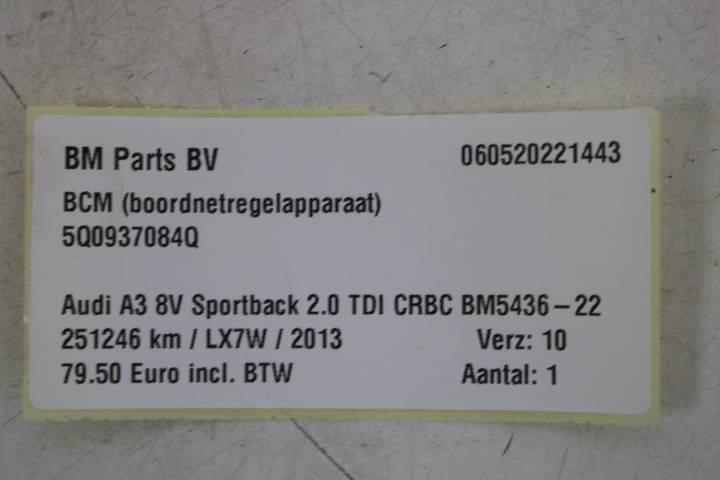 BM Parts BV 060520221443
BCM (boordnetregelapparaat)
5Q0937084Q
Audi A3 8V Sportback 2.0 TDI CRBC BM5436-22
251246 km / LX7W / 2013 Verz: 10
79.50 Euro incl. BTW Aantal: 1